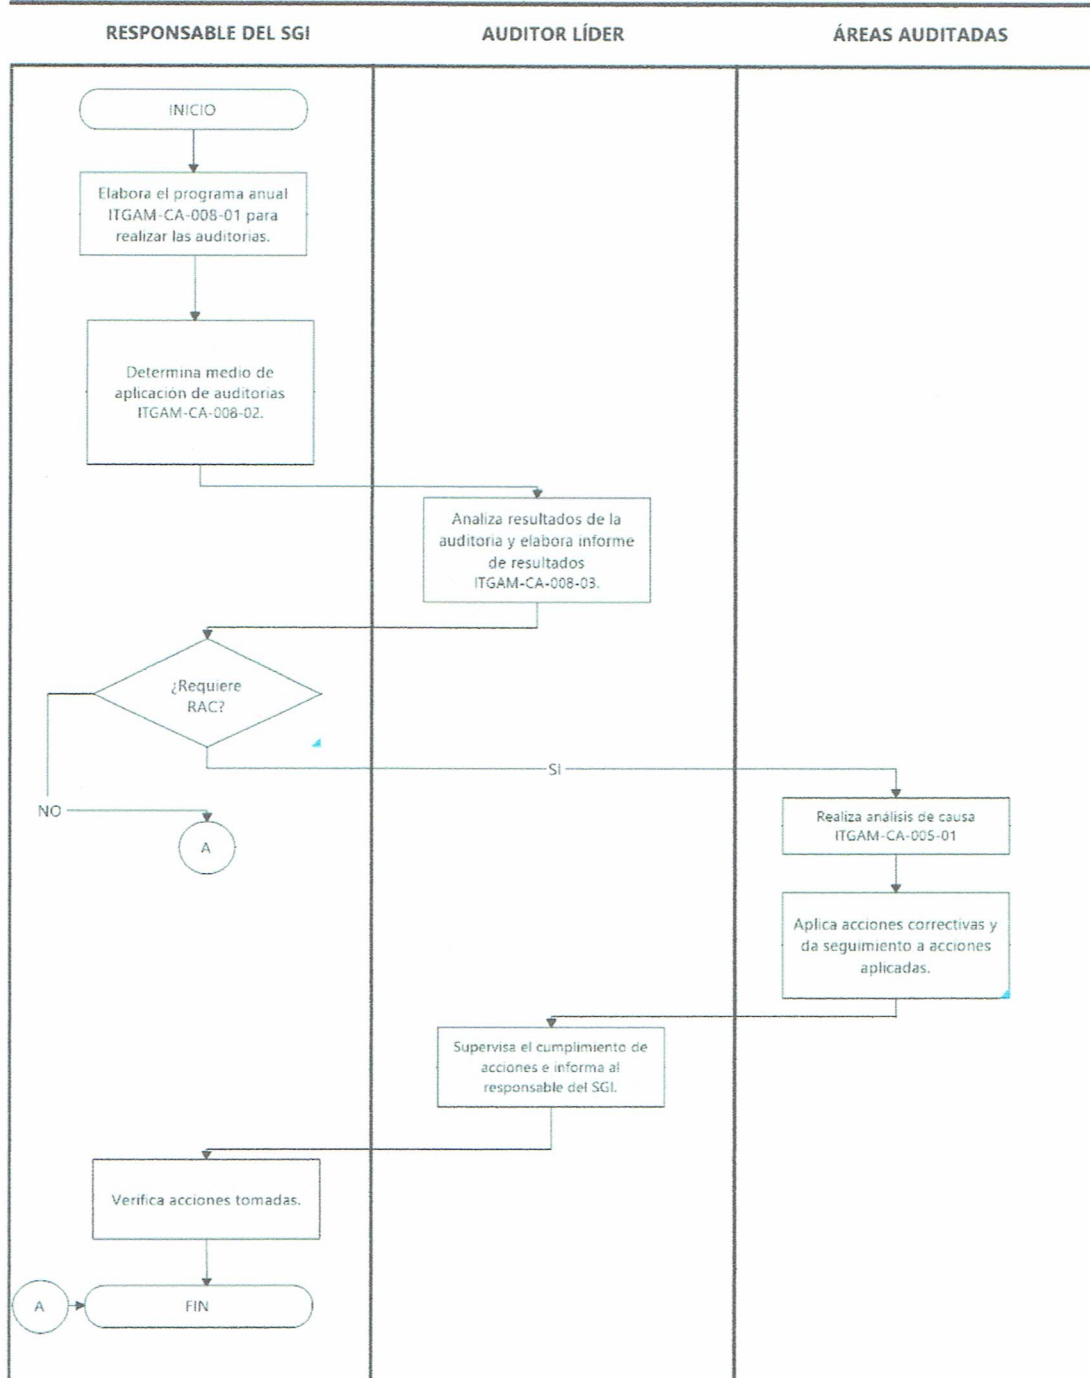 RESPONSABLE DEL SGI
AUDITOR LÍDER
ÁREAS AUDITADAS
INICIO
Elabora el programa anual
ITGAM-CA-008-01 para
realizar las auditorias.
Determina medio de
aplicación de auditorias
ITGAM-CA-008-02.
Analiza resultados de la
auditoria y elabora informe
de resultados
ITGAM-CA-008-03.
¿Requiere
RAC?
SI
NO
A
Realiza análisis de causa
ITGAM-CA-005-01
Aplica acciones correctivas y
da seguimiento a acciones
aplicadas.
Supervisa el cumplimiento de
acciones e informa al
responsable del SGI.
Verifica acciones tomadas.
A
FIN